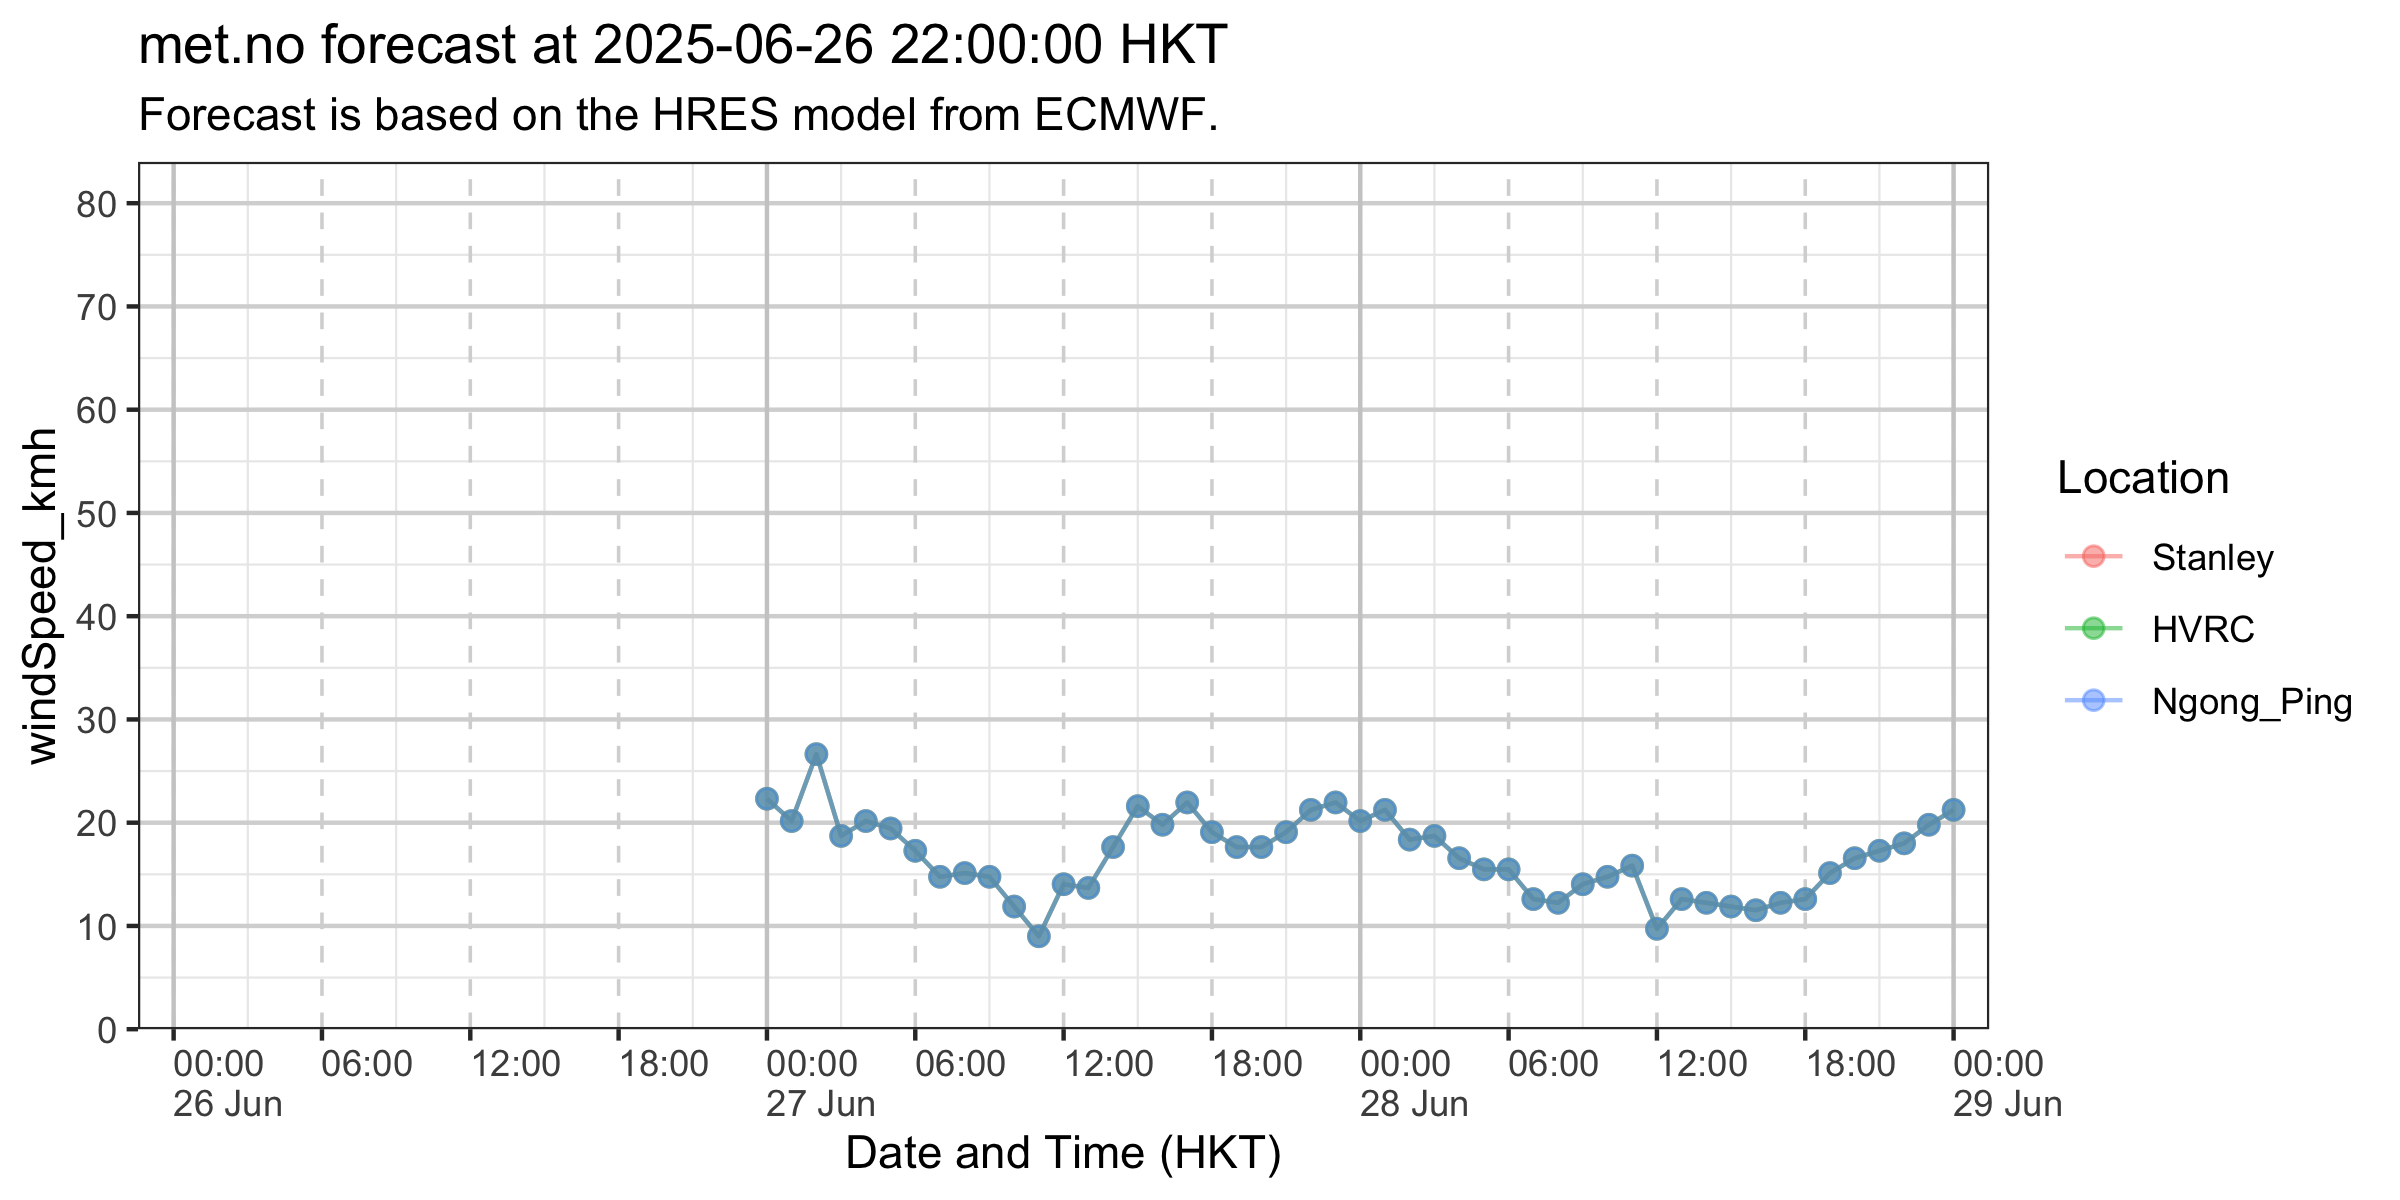 met.no forecast at 2025-06-26 22:00:00 HKT
Forecast is based on the HRES model from ECMWF.
windSpeed_kmh
80
70
60
50
40
30
20
10
0
00:00 06:00 12:00 18:00 00:00 06:00 12:00 18:00 00:00 06:00 12:00 18:00 00:00
26 Jun 27 Jun 28 Jun 29 Jun
Date and Time (HKT)
Location
Stanley
HVRC
Ngong_Ping